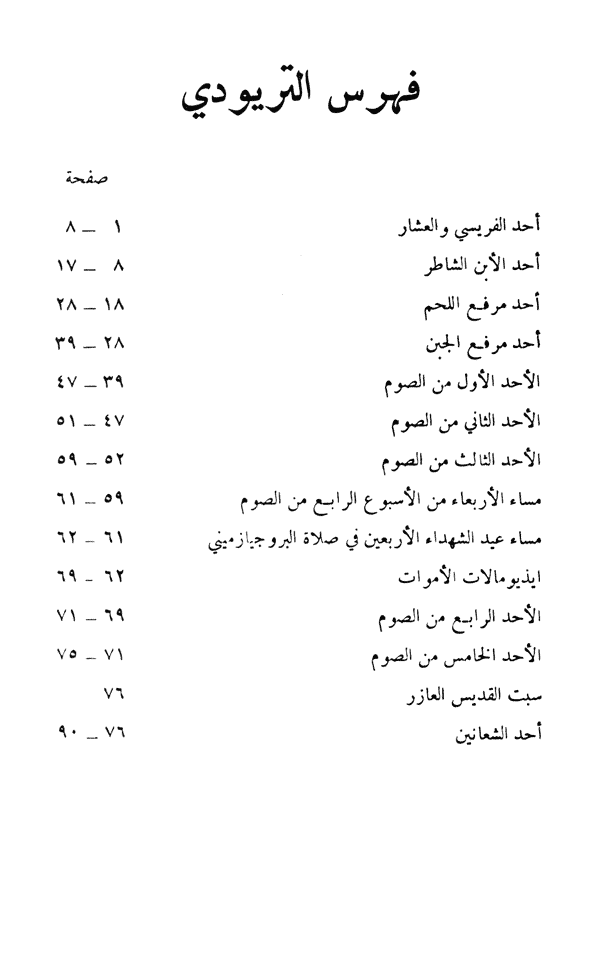 فهرس التريودي
صفحة
أحد الفريسي والعشار ١ – ٨
أحد الأبن الشاطر ٨ – ١٧
أحد مرفع اللحم ١٨ – ٢٨
أحد مرفع الجبن ٢٨ – ٣٩
الأحد الأول من الصوم ٣٩ – ٤٧
الأحد الثاني من الصوم ٤٧ – ٥١
الأحد الثالث من الصوم ٥٢ – ٥٩
مساء الأربعاء من الأسبوع الرابع من الصوم ٥٩ – ٦١
مساء عيد الشهداء الأربعين في صلاة البروجيازميني ٦١ – ٦٢
ايذيومالات الأموات ٦٢ – ٦٩
الأحد الرابع من الصوم ٦٩ – ٧١
الأحد الخامس من الصوم ٧١ – ٧٥
سبت القديس العازر ٧٦
أحد الشعانين ٧٦ – ٩٠